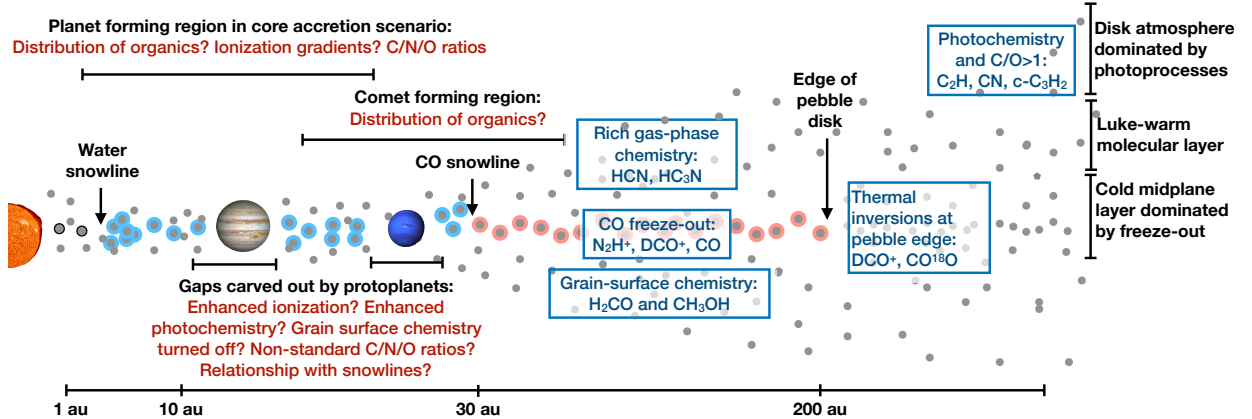 Planet forming region in core accretion scenario:
Distribution of organics? Ionization gradients? C/N/O ratios
Comet forming region:
Distribution of organics?
Water
snowline
CO snowline
Rich gas-phase
chemistry:
HCN, HC₃N
Edge of
pebble
disk
Photochemistry
and C/O>1:
C₂H, CN, c-C₃H₂
Disk atmosphere
dominated by
photoprocesses
Luke-warm
molecular layer
Cold midplane
layer dominated
by freeze-out
CO freeze-out:
N₂H⁺, DCO⁺, CO
Thermal
inversions at
pebble edge:
DCO⁺, CO¹⁸O
Grain-surface chemistry:
H₂CO and CH₃OH
Gaps carved out by protoplanets:
Enhanced ionization? Enhanced
photochemistry? Grain surface chemistry
turned off? Non-standard C/N/O ratios?
Relationship with snowlines?
1 au
10 au
30 au
200 au